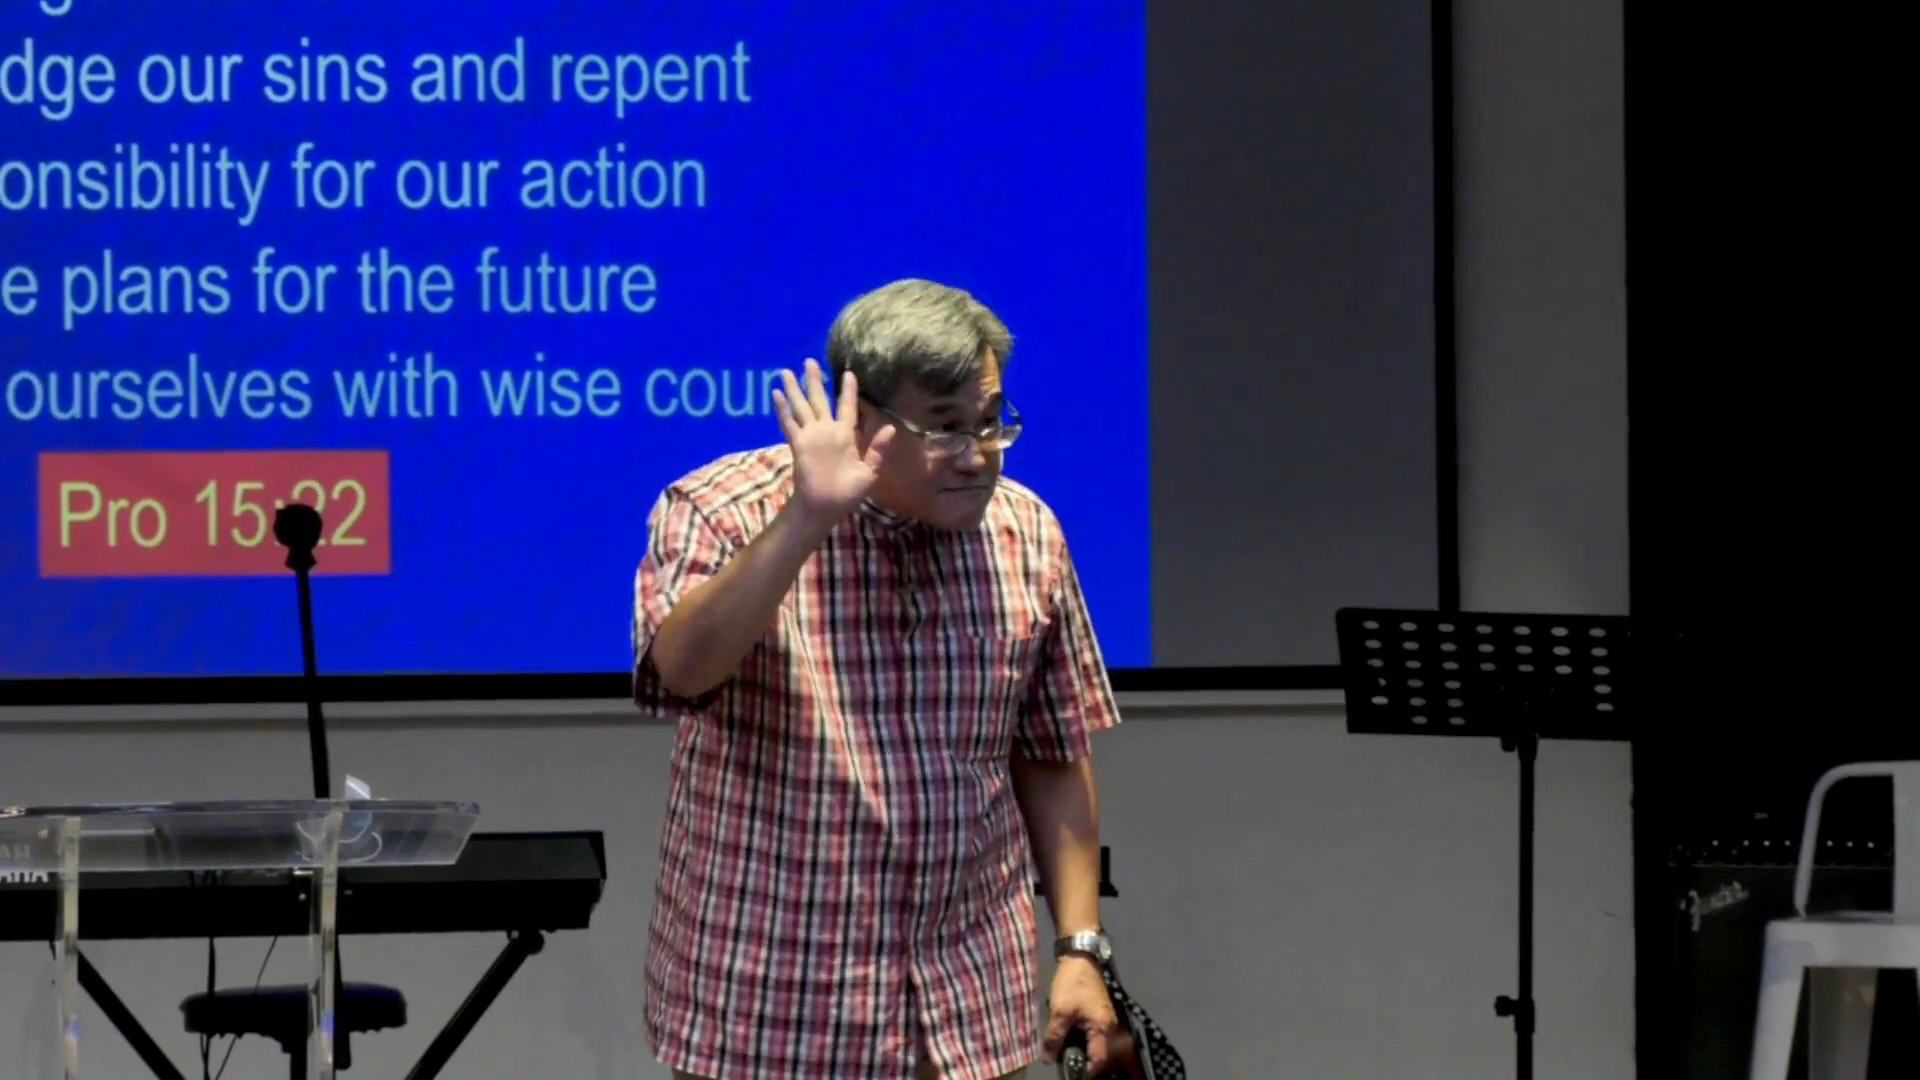 dge our sins and repent
onsibility for our action
e plans for the future
ourselves with wise coun
Pro 15:22
Fender